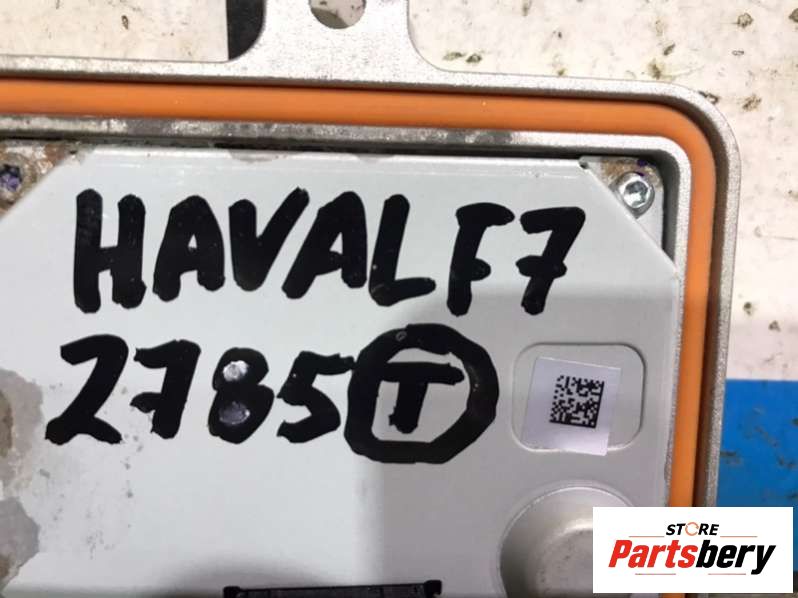 HAVAL F7
2785 T
STORE
Partsbery